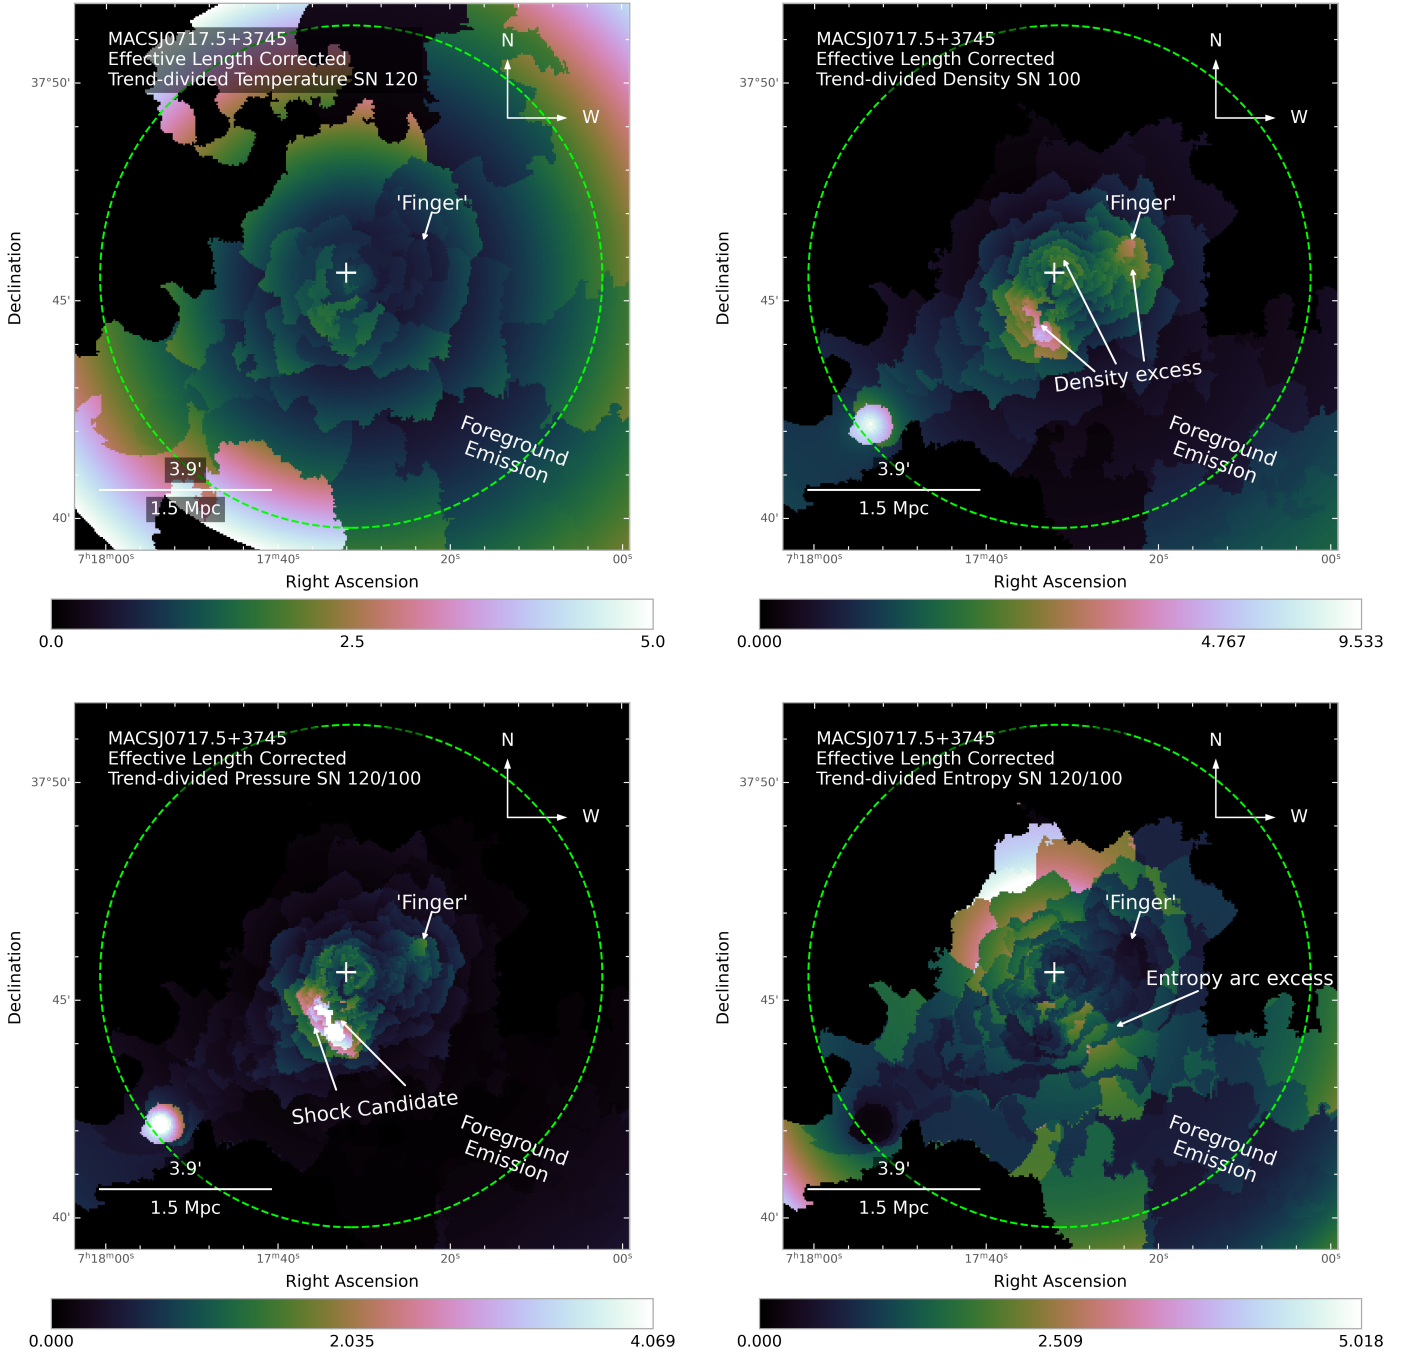 MACSJ0717.5+3745
Effective Length Corrected
Trend-divided Temperature SN 120
N
W
'Finger'
Foreground
Emission
3.9'
1.5 Mpc
37°50'
45'
40'
Declination
7ʰ18ᵐ00ˢ
17ᵐ40ˢ
20ˢ
00ˢ
Right Ascension
0.0
2.5
5.0
MACSJ0717.5+3745
Effective Length Corrected
Trend-divided Density SN 100
N
W
'Finger'
Density excess
Foreground
Emission
3.9'
1.5 Mpc
37°50'
45'
40'
Declination
7ʰ18ᵐ00ˢ
17ᵐ40ˢ
20ˢ
00ˢ
Right Ascension
0.000
4.767
9.533
MACSJ0717.5+3745
Effective Length Corrected
Trend-divided Pressure SN 120/100
N
W
'Finger'
Shock Candidate
Foreground
Emission
3.9'
1.5 Mpc
37°50'
45'
40'
Declination
7ʰ18ᵐ00ˢ
17ᵐ40ˢ
20ˢ
00ˢ
Right Ascension
0.000
2.035
4.069
MACSJ0717.5+3745
Effective Length Corrected
Trend-divided Entropy SN 120/100
N
W
'Finger'
Entropy arc excess
Foreground
Emission
3.9'
1.5 Mpc
37°50'
45'
40'
Declination
7ʰ18ᵐ00ˢ
17ᵐ40ˢ
20ˢ
00ˢ
Right Ascension
0.000
2.509
5.018